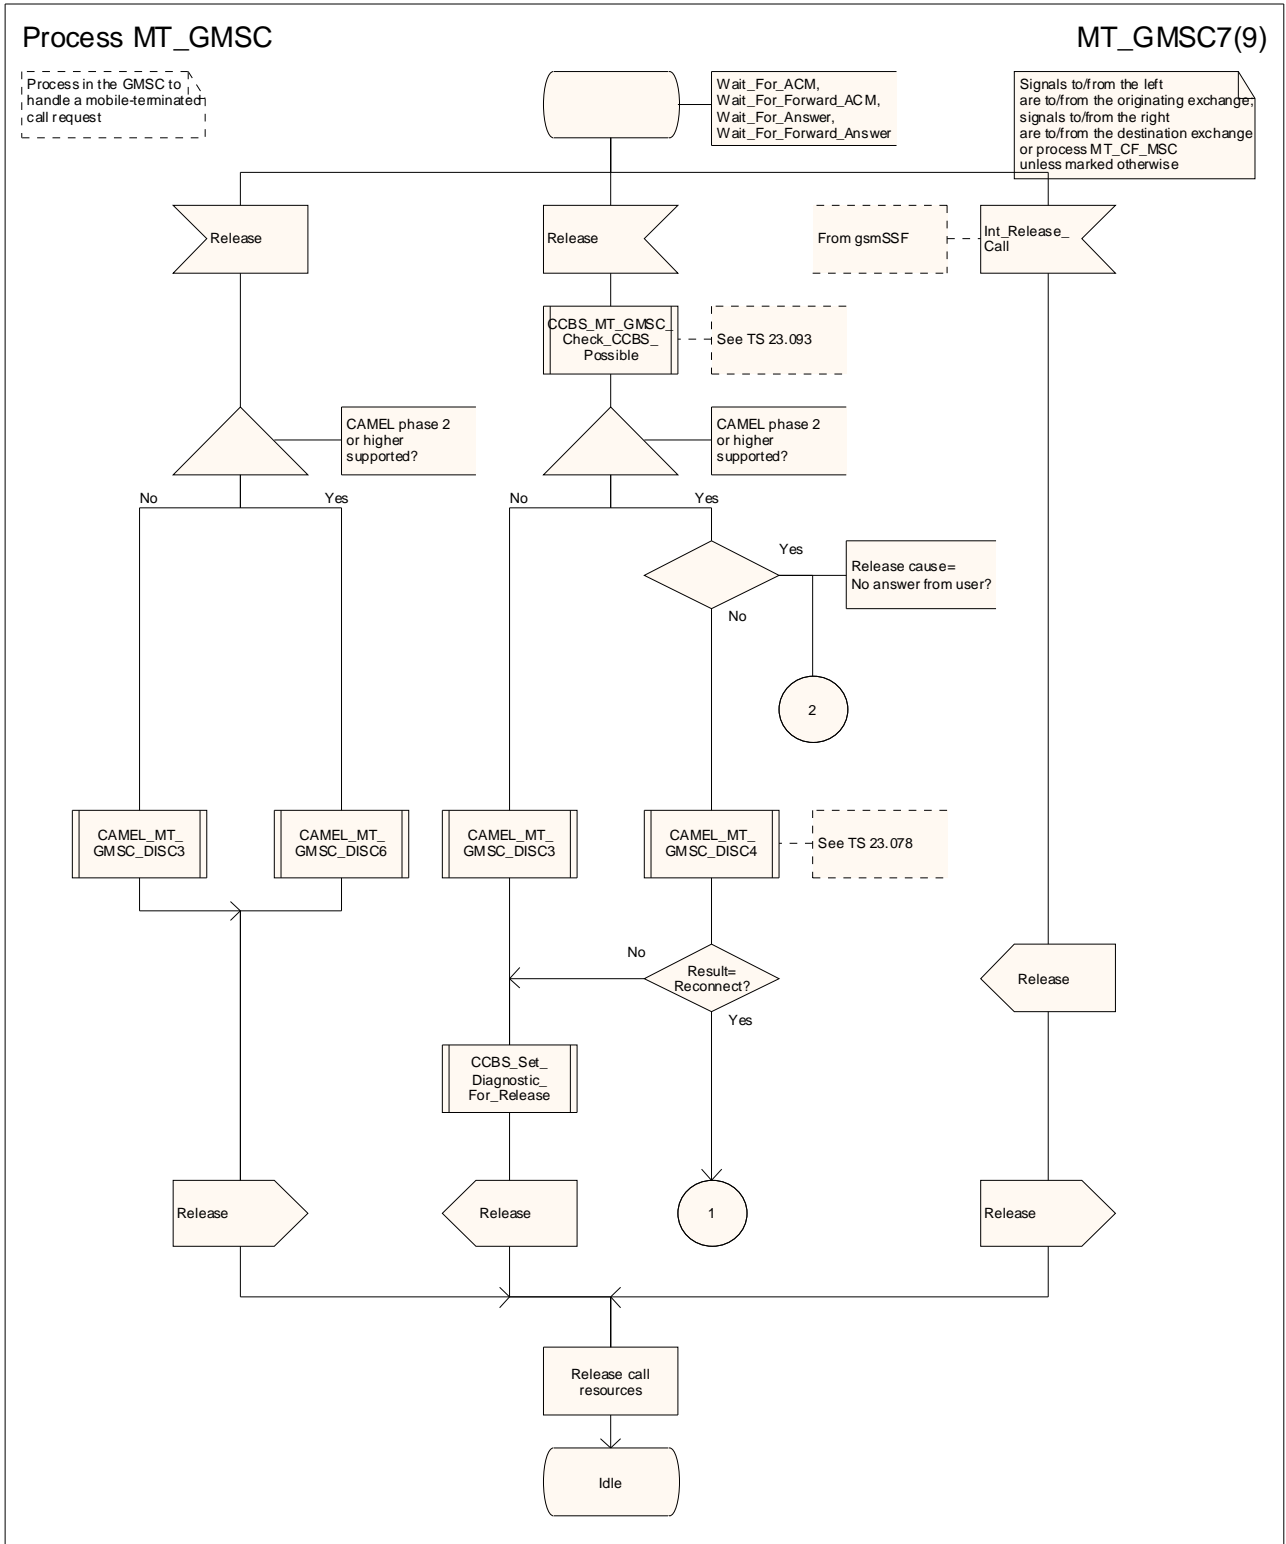 Process MT_GMSC
MT_GMSC7(9)
Process in the GMSC to
handle a mobile-terminated
call request
Wait_For_ACM,
Wait_For_Forward_ACM,
Wait_For_Answer,
Wait_For_Forward_Answer
Signals to/from the left
are to/from the originating exchange;
signals to/from the right
are to/from the destination exchange
or process MT_CF_MSC
unless marked otherwise
Release
Release
From gsmSSF
Int_Release_
Call
CCBS_MT_GMSC_
Check_CCBS_
Possible
See TS 23.093
CAMEL phase 2
or higher
supported?
CAMEL phase 2
or higher
supported?
No
Yes
No
Yes
Yes
Release cause=
No answer from user?
No
2
CAMEL_MT_
GMSC_DISC3
CAMEL_MT_
GMSC_DISC6
CAMEL_MT_
GMSC_DISC3
CAMEL_MT_
GMSC_DISC4
See TS 23.078
No
Result=
Reconnect?
Release
Yes
CCBS_Set_
Diagnostic_
For_Release
Release
Release
1
Release
Release call
resources
Idle